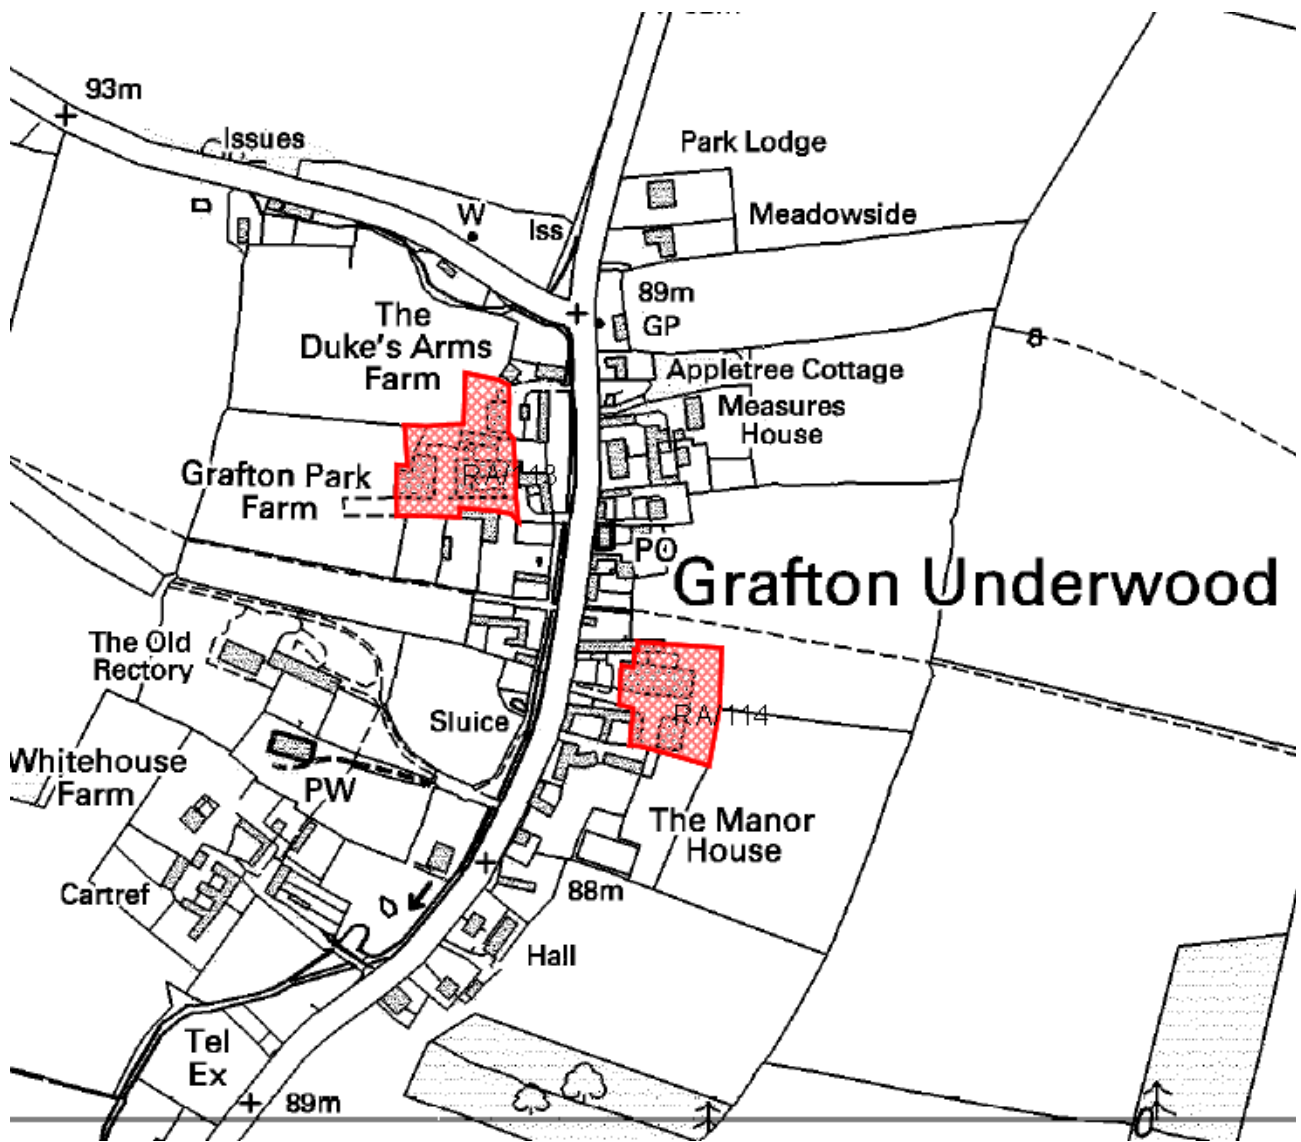 93m
Issues
Park Lodge
W
Iss
Meadowside
89m
GP
The
Duke's Arms
Farm
Appletree Cottage
Measures
House
Grafton Park
Farm
PO
Grafton Underwood
The Old
Rectory
Sluice
RA/114
Whitehouse
Farm
PW
The Manor
House
Cartref
88m
Hall
Tel
Ex
89m